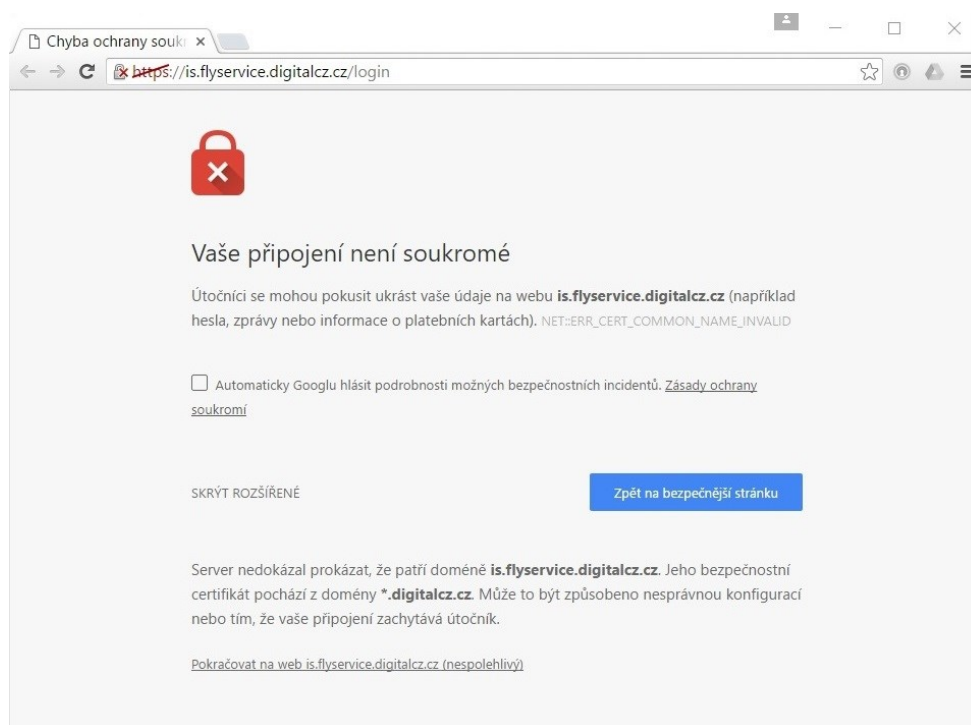 Chyba ochrany soukr
https://is.flyservice.digitalcz.cz/login
Vaše připojení není soukromé
Útočníci se mohou pokusit ukrást vaše údaje na webu is.flyservice.digitalcz.cz (například
hesla, zprávy nebo informace o platebních kartách). NET::ERR_CERT_COMMON_NAME_INVALID
Automaticky Googlu hlásit podrobnosti možných bezpečnostních incidentů. Zásady ochrany
soukromí
SKRÝT ROZŠÍŘENÉ
Zpět na bezpečnější stránku
Server nedokázal prokázat, že patří doméně is.flyservice.digitalcz.cz. Jeho bezpečnostní
certifikát pochází z domény *.digitalcz.cz. Může to být způsobeno nesprávnou konfigurací
nebo tím, že vaše připojení zachytává útočník.
Pokračovat na web is.flyservice.digitalcz.cz (nespolehlivý)